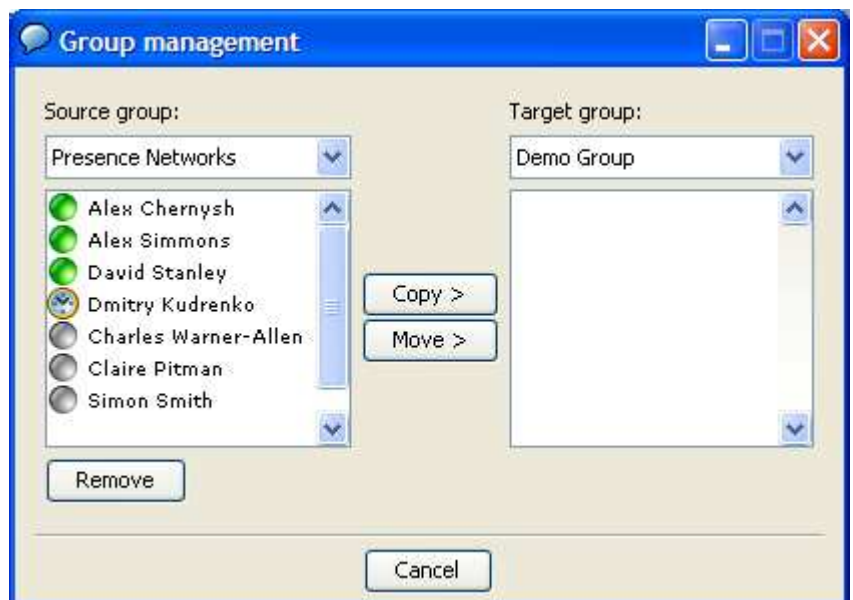 Group management
Source group:
Target group:
Presence Networks
Demo Group
Alex Chernysh
Alex Simmons
David Stanley
Dmitry Kudrenko
Charles Warner-Allen
Claire Pitman
Simon Smith
Copy >
Move >
Remove
Cancel